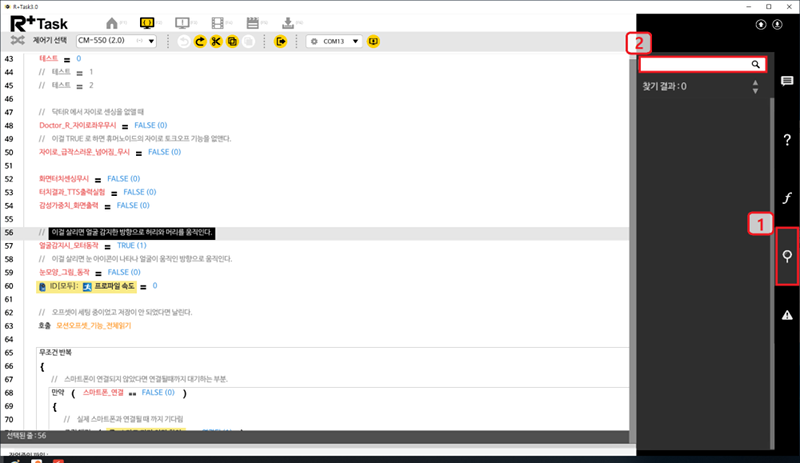 R+Task3.0
R+Task
제어기 선택 CM-550 (2.0) COM13
2
찾기 결과 : 0
1
43 테스트 = 0
44 // 테스트 = 1
45 // 테스트 = 2
46
47 // 닥터R 에서 자이로 센싱을 없앨 때
48 Doctor_R_자이로좌우무시 = FALSE (0)
49 // 이걸 TRUE 로 하면 휴머노이드의 자이로 토크오프 기능을 없앤다.
50 자이로_급작스러운_넘어짐_무시 = FALSE (0)
51
52 화면터치센싱무시 = FALSE (0)
53 터치결과_TTS출력실험 = FALSE (0)
54 감성가중치_화면출력 = FALSE (0)
55
56 // 이걸 살리면 얼굴 감지한 방향으로 허리와 머리를 움직인다.
57 얼굴감지시_모터동작 = TRUE (1)
58 // 이걸 살리면 눈 아이콘이 나타나 얼굴이 움직인 방향으로 움직인다.
59 눈모양_그림_동작 = FALSE (0)
60 ID[모두] : 프로파일 속도 = 0
61
62 // 오프셋이 세팅 중이었고 저장이 안 되었다면 날린다.
63 호출 모션오프셋_기능_전체읽기
64
65 무조건 반복
66 {
67 // 스마트폰이 연결되지 않았다면 연결될때까지 대기하는 부분.
68 만약 ( 스마트폰_연결 == FALSE (0) )
69 {
70 // 실제 스마트폰과 연결될 때 까지 기다림
선택된 줄 : 56